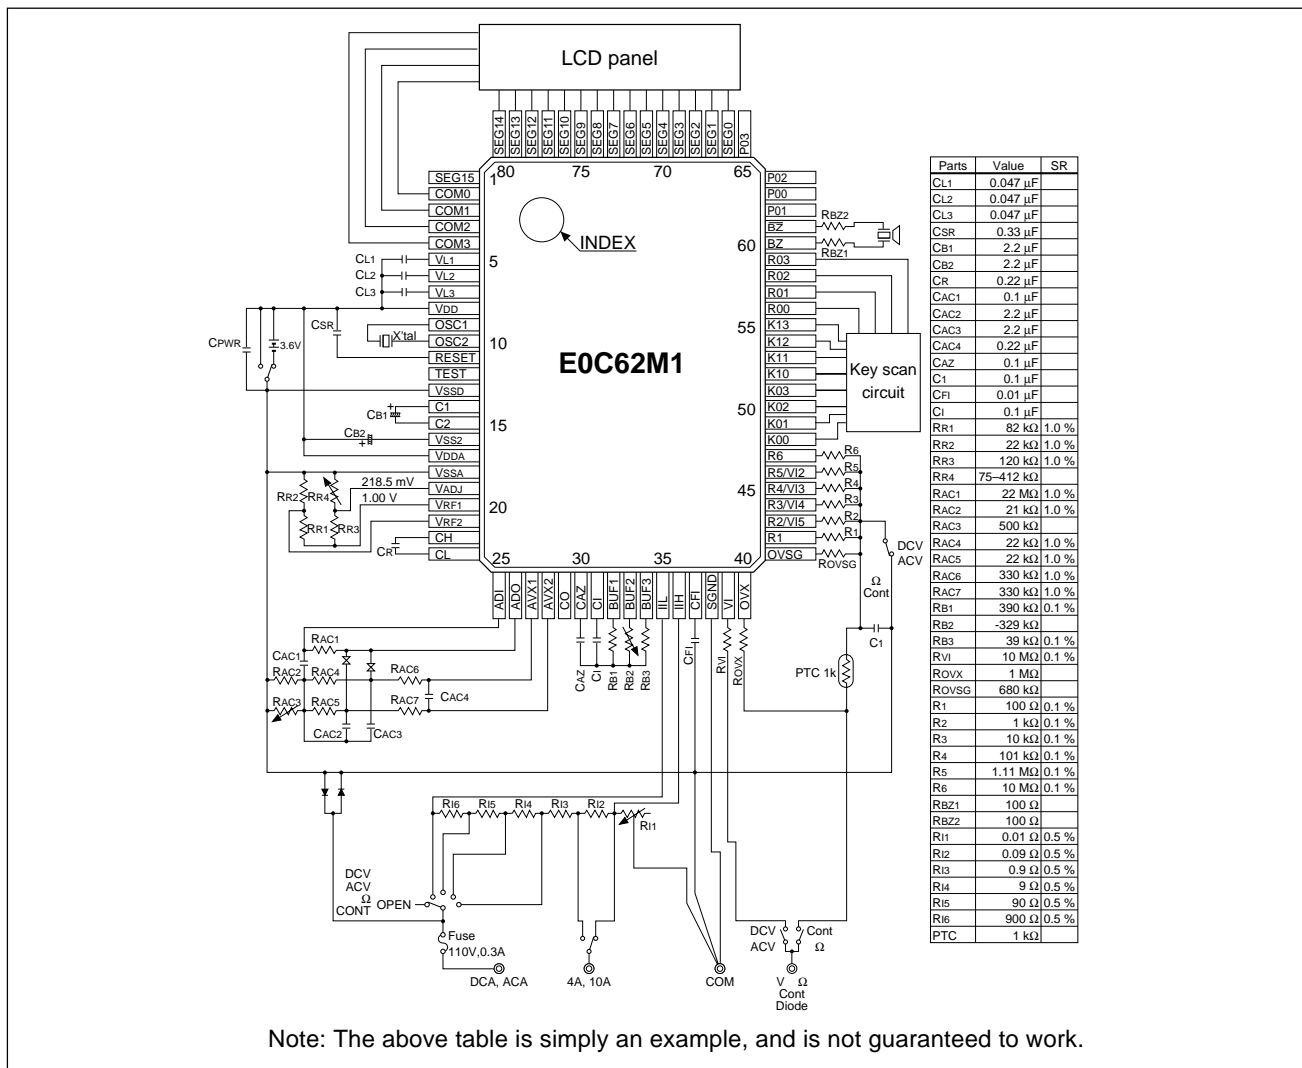 LCD panel
SEG14 SEG13 SEG12 SEG11 SEG10 SEG9 SEG8 SEG7 SEG6 SEG5 SEG4 SEG3 SEG2 SEG1 SEG0 P03
80 75 70 65
SEG15 1
COM0
COM1
COM2
COM3
CL1 VL1 5
CL2 VL2
CL3 VL3
VDD
OSC1
X'tal OSC2 10
CSR RESET
TEST
CPWR 3.6V
VSSD
+ C1
CB1 C2 15
CB2 + VSS2
VDDA
VSSA
218.5 mV VADJ
1.00 V VRF1 20
VRF2
RR2 RR4
RR1 RR3
CH
CR CL
INDEX
E0C62M1
P02
P00
P01
BZ RBZ2
60 BZ RBZ1
R03
R02
R01
R00
55 K13
K12
K11
K10
K03
50 K02
K01
K00
Key scan
circuit
R6 R6
R5/VI2 R5
45 R4/VI3 R4
R3/VI4 R3
R2/VI5 R2
R1 R1
OVSG ROVSG
DCV
ACV
Ω
Cont
25 30 35 40
ADI ADO AVX1 AVX2 CO CAZ CI BUF1 BUF2 BUF3 IIL IIH CFI SGND VI OVX
CAZ CI RB1 RB2 RB3 CFI RVI ROVX
C1
PTC 1k
RAC1
CAC1
RAC2 RAC4 RAC6
CAC4
RAC3 RAC5 RAC7
CAC2 CAC3
RI6 RI5 RI4 RI3 RI2
RI1
DCV
ACV
Ω
CONT
OPEN
Fuse
110V,0.3A
DCA, ACA
4A, 10A
COM
DCV
ACV
Cont
Ω
V Ω
Cont
Diode
Parts Value SR
CL1 0.047 µF
CL2 0.047 µF
CL3 0.047 µF
CSR 0.33 µF
CB1 2.2 µF
CB2 2.2 µF
CR 0.22 µF
CAC1 0.1 µF
CAC2 2.2 µF
CAC3 2.2 µF
CAC4 0.22 µF
CAZ 0.1 µF
C1 0.1 µF
CFI 0.01 µF
CI 0.1 µF
RR1 82 kΩ 1.0 %
RR2 22 kΩ 1.0 %
RR3 120 kΩ 1.0 %
RR4 75–412 kΩ
RAC1 22 MΩ 1.0 %
RAC2 21 kΩ 1.0 %
RAC3 500 kΩ
RAC4 22 kΩ 1.0 %
RAC5 22 kΩ 1.0 %
RAC6 330 kΩ 1.0 %
RAC7 330 kΩ 1.0 %
RB1 390 kΩ 0.1 %
RB2 -329 kΩ
RB3 39 kΩ 0.1 %
RVI 10 MΩ 0.1 %
ROVX 1 MΩ
ROVSG 680 kΩ
R1 100 Ω 0.1 %
R2 1 kΩ 0.1 %
R3 10 kΩ 0.1 %
R4 101 kΩ 0.1 %
R5 1.11 MΩ 0.1 %
R6 10 MΩ 0.1 %
RBZ1 100 Ω
RBZ2 100 Ω
RI1 0.01 Ω 0.5 %
RI2 0.09 Ω 0.5 %
RI3 0.9 Ω 0.5 %
RI4 9 Ω 0.5 %
RI5 90 Ω 0.5 %
RI6 900 Ω 0.5 %
PTC 1 kΩ
Note: The above table is simply an example, and is not guaranteed to work.